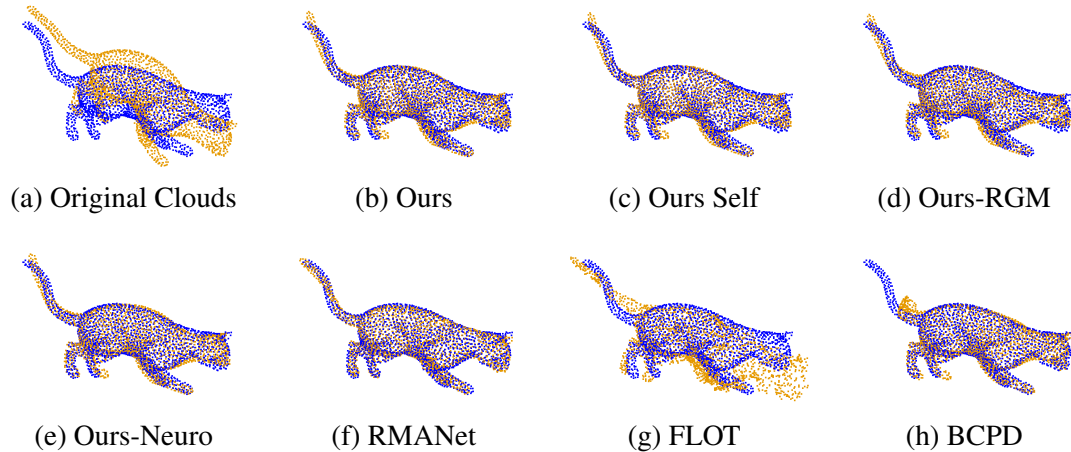 (a) Original Clouds
(b) Ours
(c) Ours Self
(d) Ours-RGM
(e) Ours-Neuro
(f) RMANet
(g) FLOT
(h) BCPD